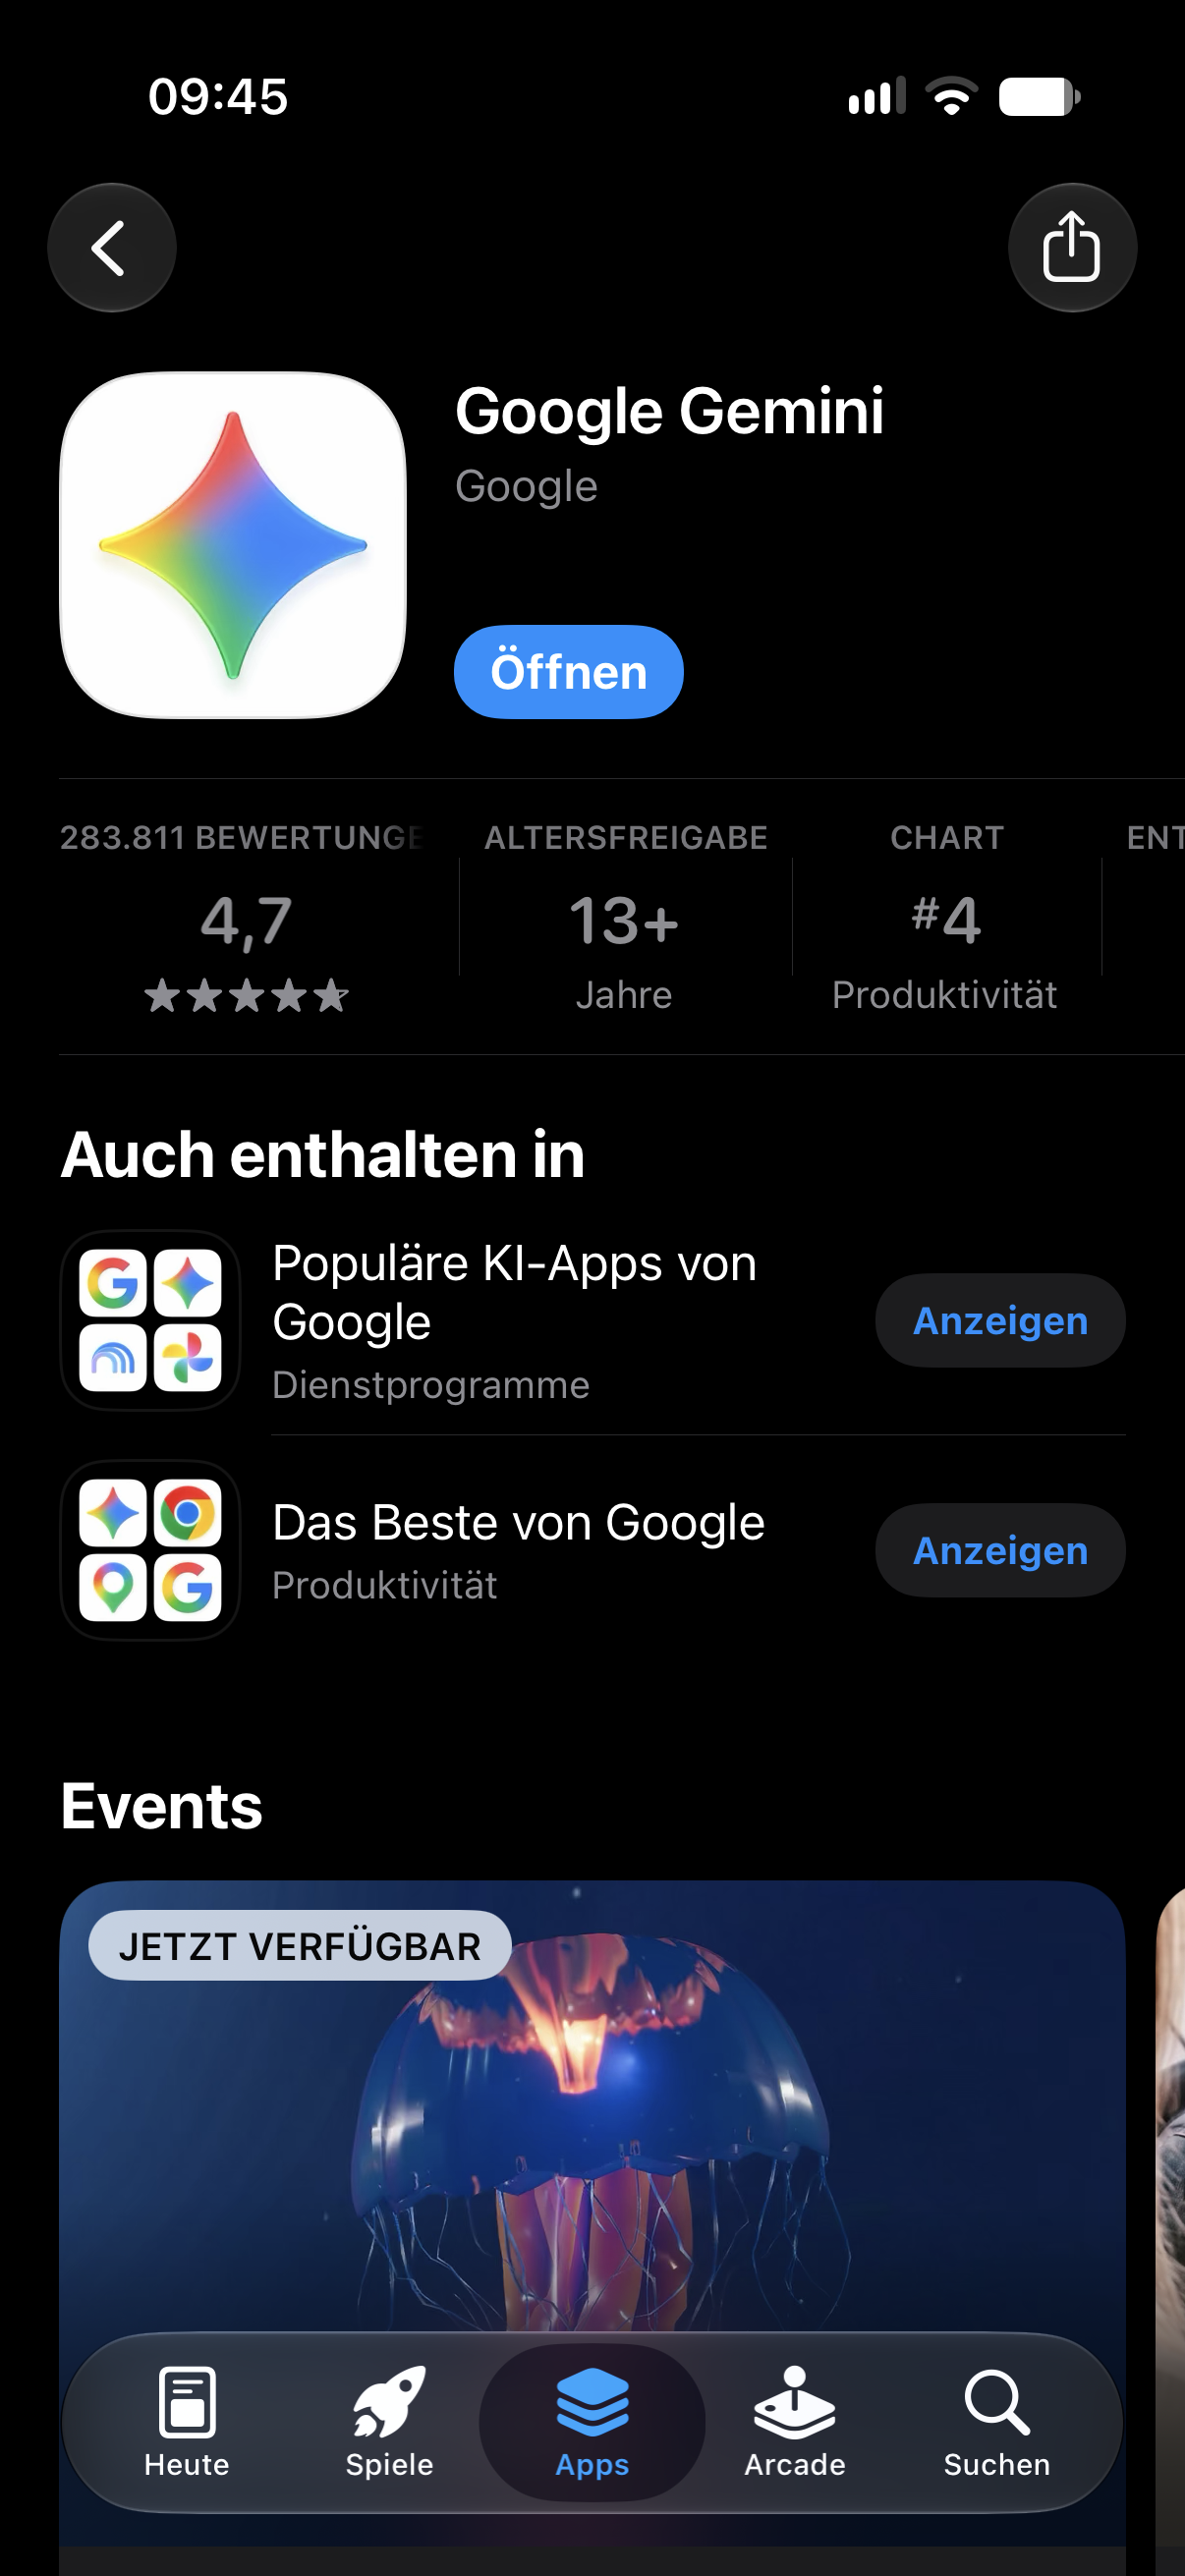 09:45
Google Gemini
Google
Öffnen
283.811 BEWERTUNGE
4,7
ALTERSFREIGABE
13+
Jahre
CHART
#4
Produktivität
ENT
Auch enthalten in
Populäre KI-Apps von
Google
Dienstprogramme
Anzeigen
Das Beste von Google
Produktivität
Anzeigen
Events
JETZT VERFÜGBAR
Heute
Spiele
Apps
Arcade
Suchen